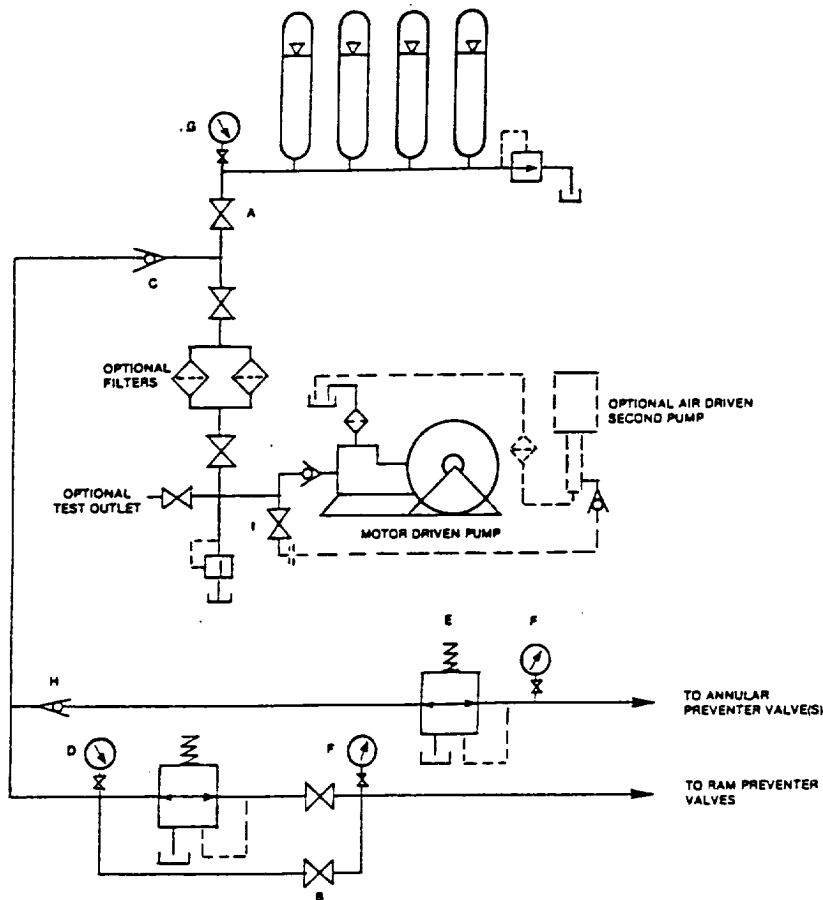 .G
A
C
OPTIONAL
FILTERS
OPTIONAL AIR DRIVEN
SECOND PUMP
OPTIONAL
TEST OUTLET
I
MOTOR DRIVEN PUMP
E
F
H
TO ANNULAR
PREVENTER VALVE(S)
D
F
TO RAM PREVENTER
VALVES
B